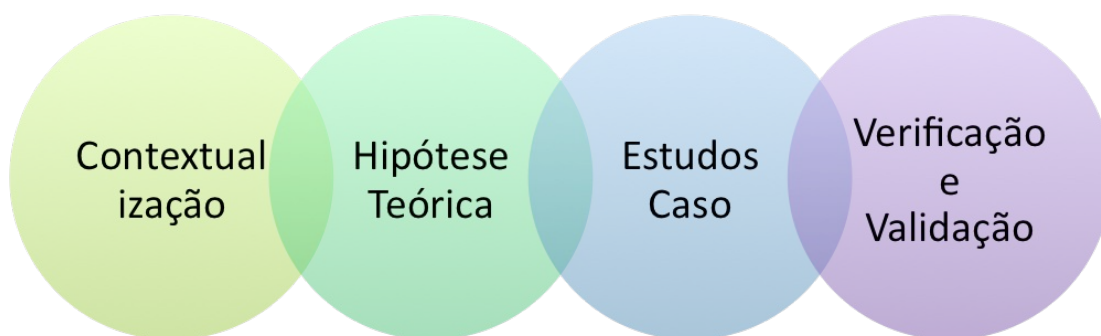 Contextual
ização
Hipótese
Teórica
Estudos
Caso
Verificação
e
Validação